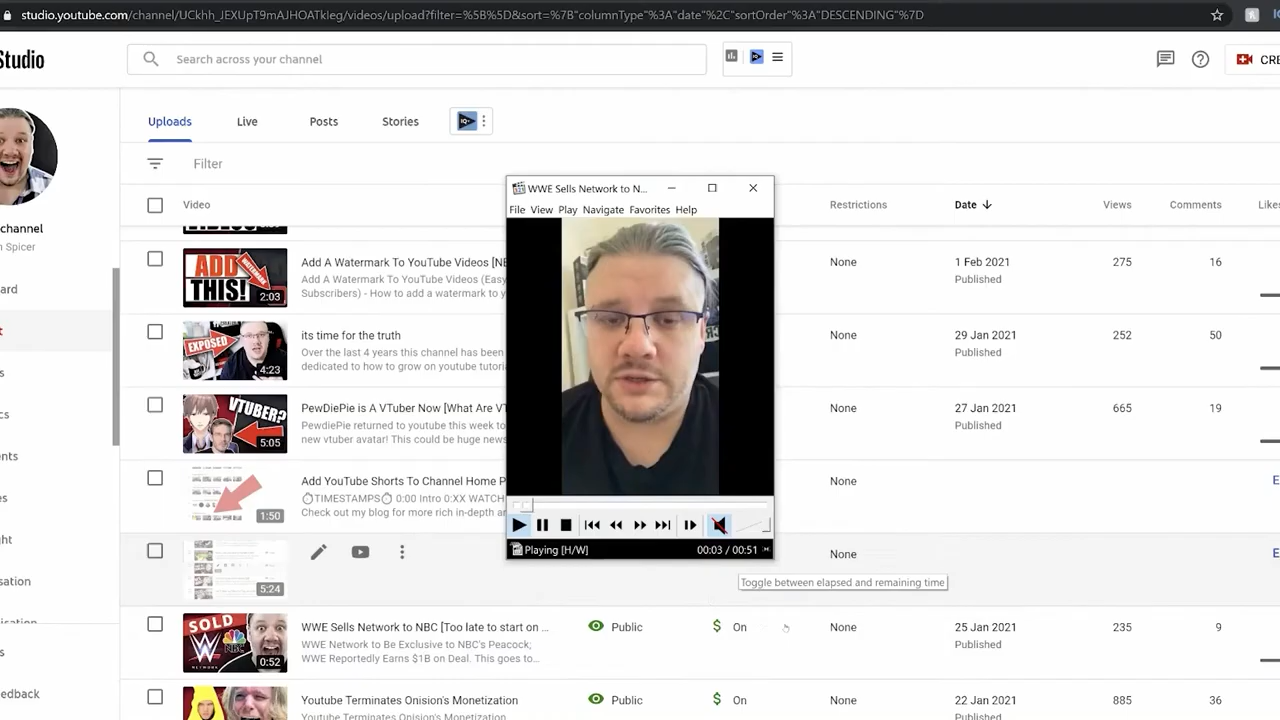 studio.youtube.com/channel/UCkhh_JEXUpT9mAJHOATkleg/videos/upload?filter=%5B%5D&sort=%7B"columnType"%3A"date"%2C"sortOrder"%3A"DESCENDING"%7D
Studio
Search across your channel
CRE
Uploads
Live
Posts
Stories
IQ+
Filter
Video
Restrictions
Date
Views
Comments
Likes
channel
n Spicer
ard
t
s
cs
ents
es
ght
isation
s
eedback
WWE Sells Network to N...
File View Play Navigate Favorites Help
Playing [H/W]
00:03 / 00:51
Toggle between elapsed and remaining time
ADD
THIS!
2:03
Add A Watermark To YouTube Videos [NE
Add A Watermark To YouTube Videos (Easy
Subscribers) - How to add a watermark to y
None
1 Feb 2021
Published
275
16
EXPOSED
4:23
its time for the truth
Over the last 4 years this channel has been
dedicated to how to grow on youtube tutori
None
29 Jan 2021
Published
252
50
VTUBER?
5:05
PewDiePie is A VTuber Now [What Are VT
Pewdiepie returned to youtube this week to
new vtuber avatar! This could be huge news
None
27 Jan 2021
Published
665
19
1:50
Add YouTube Shorts To Channel Home P
TIMESTAMPS 0:00 Intro 0:XX WATCH
Check out my blog for more rich in-depth ar
None
E
5:24
None
E
SOLD
W
NBC
0:52
WWE Sells Network to NBC [Too late to start on ...
WWE Network to Be Exclusive to NBC's Peacock;
WWE Reportedly Earns $1B on Deal. This goes to...
Public
$ On
None
25 Jan 2021
Published
235
9
Youtube Terminates Onision's Monetization
Youtube Terminates Onision's Monetization
Public
$ On
None
22 Jan 2021
Published
885
36